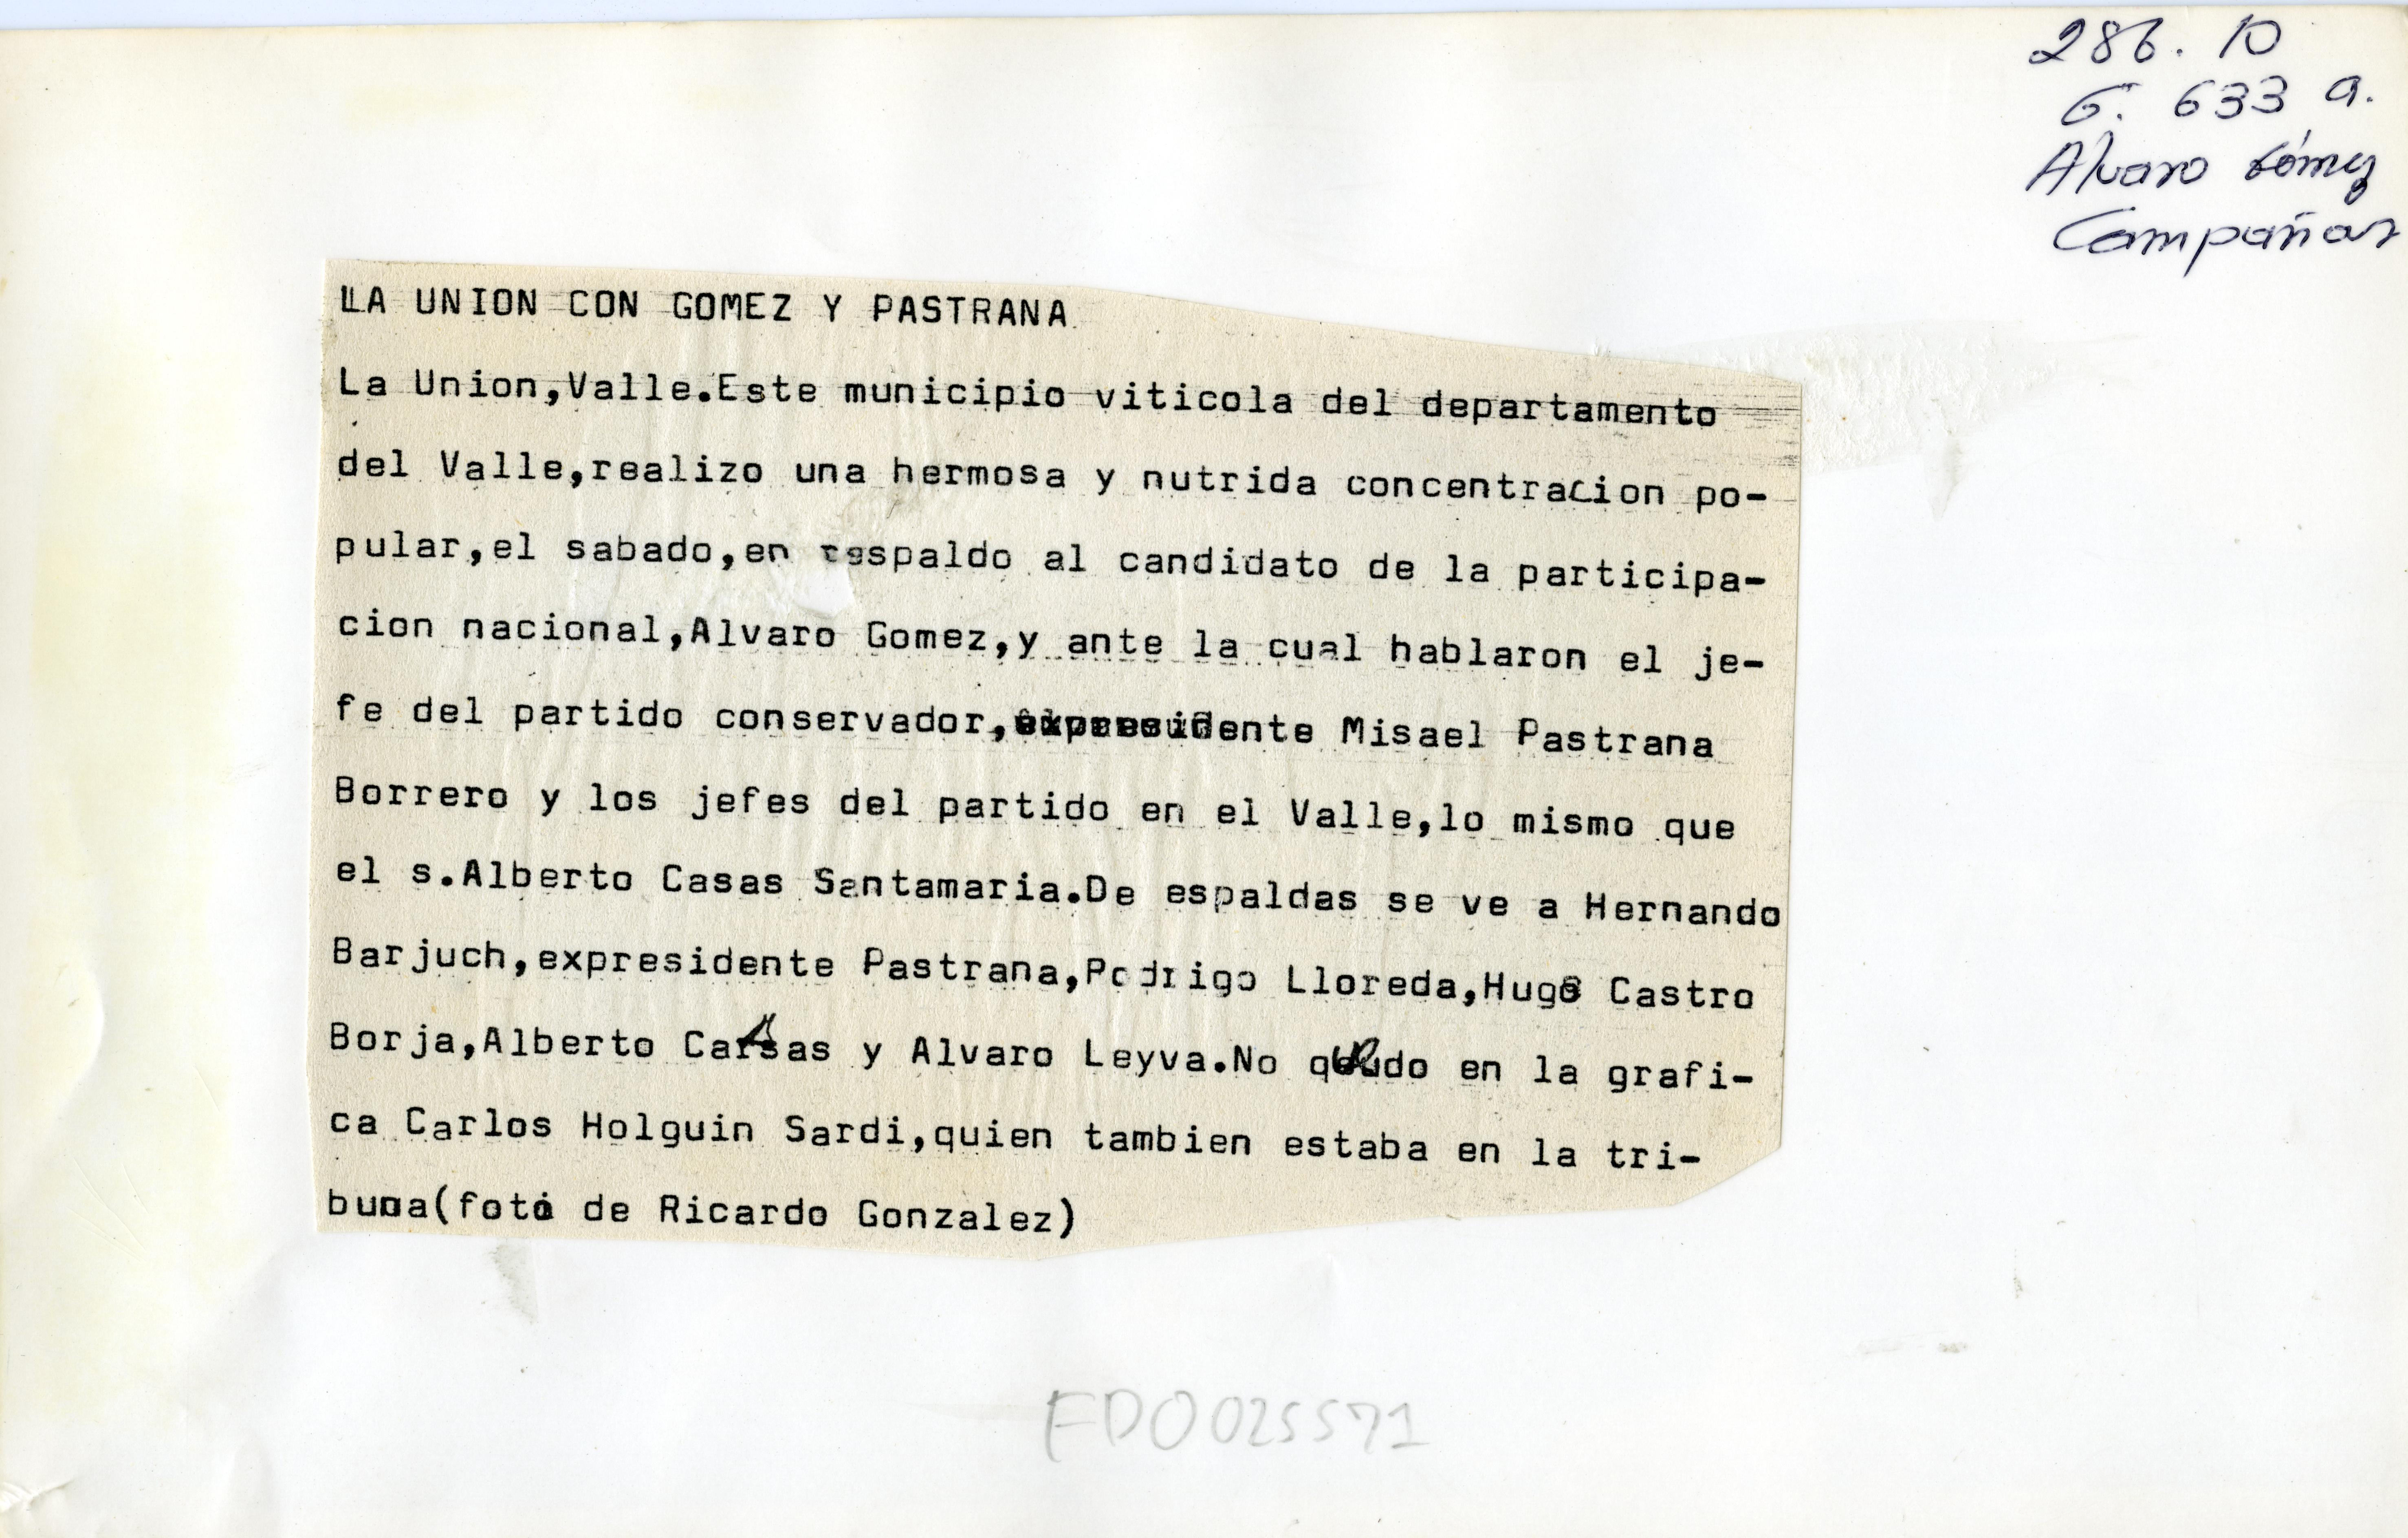 286. D
G. 633 a.
Alvaro Gómez
Campañas
LA UNION CON GOMEZ Y PASTRANA
La Union,Valle.Este municipio viticola del departamento
del Valle,realizo una hermosa y nutrida concentracion po-
pular,el sabado,en respaldo al candidato de la participa-
cion nacional,Alvaro Gomez,y ante la cual hablaron el je-
fe del partido conservador,expresidente Misael Pastrana
Borrero y los jefes del partido en el Valle,lo mismo que
el s.Alberto Casas Santamaria.De espaldas se ve a Hernando
Barjuch,expresidente Pastrana,Rodrigo Lloreda,Hugo Castro
Borja,Alberto Casas y Alvaro Leyva.No quedo en la grafi-
ca Carlos Holguin Sardi,quien tambien estaba en la tri-
buna(foto de Ricardo Gonzalez)
FD0025571